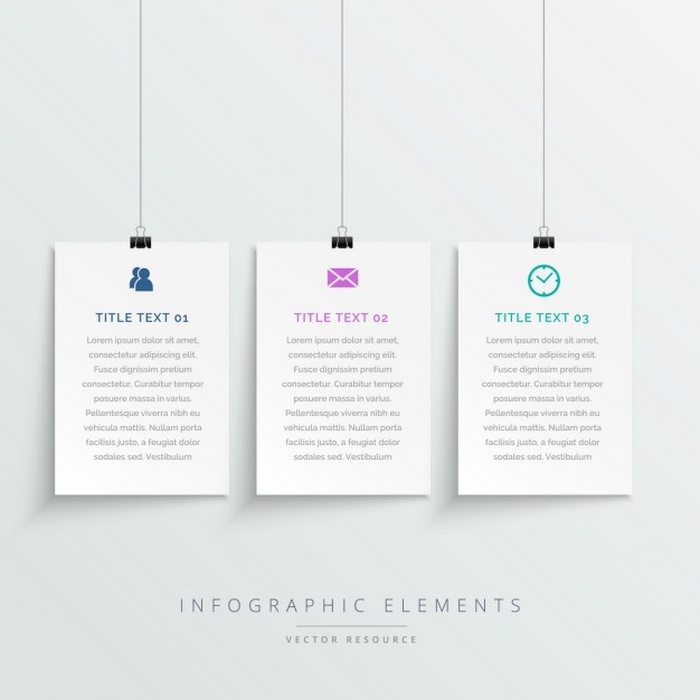 TITLE TEXT 01
Lorem ipsum dolor sit amet,
consectetur adipiscing elit.
Fusce dignissim pretium
consectetur. Curabitur tempor
posuere massa in varius.
Pellentesque viverra nibh eu
vehicula mattis. Nullam porta
facilisis justo, a feugiat dolor
sodales sed. Vestibulum
TITLE TEXT 02
Lorem ipsum dolor sit amet,
consectetur adipiscing elit.
Fusce dignissim pretium
consectetur. Curabitur tempor
posuere massa in varius.
Pellentesque viverra nibh eu
vehicula mattis. Nullam porta
facilisis justo, a feugiat dolor
sodales sed. Vestibulum
TITLE TEXT 03
Lorem ipsum dolor sit amet,
consectetur adipiscing elit.
Fusce dignissim pretium
consectetur. Curabitur tempor
posuere massa in varius.
Pellentesque viverra nibh eu
vehicula mattis. Nullam porta
facilisis justo, a feugiat dolor
sodales sed. Vestibulum
INFOGRAPHIC ELEMENTS
VECTOR RESOURCE